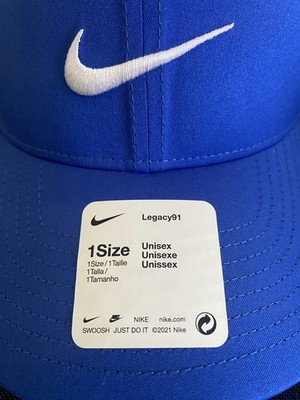 Legacy91
1Size
1Size/1Taille
1Talla/
1Tamanho
Unisex
Unisexe
Unissex
NIKE nike.com
SWOOSH JUST DO IT ©2021 Nike